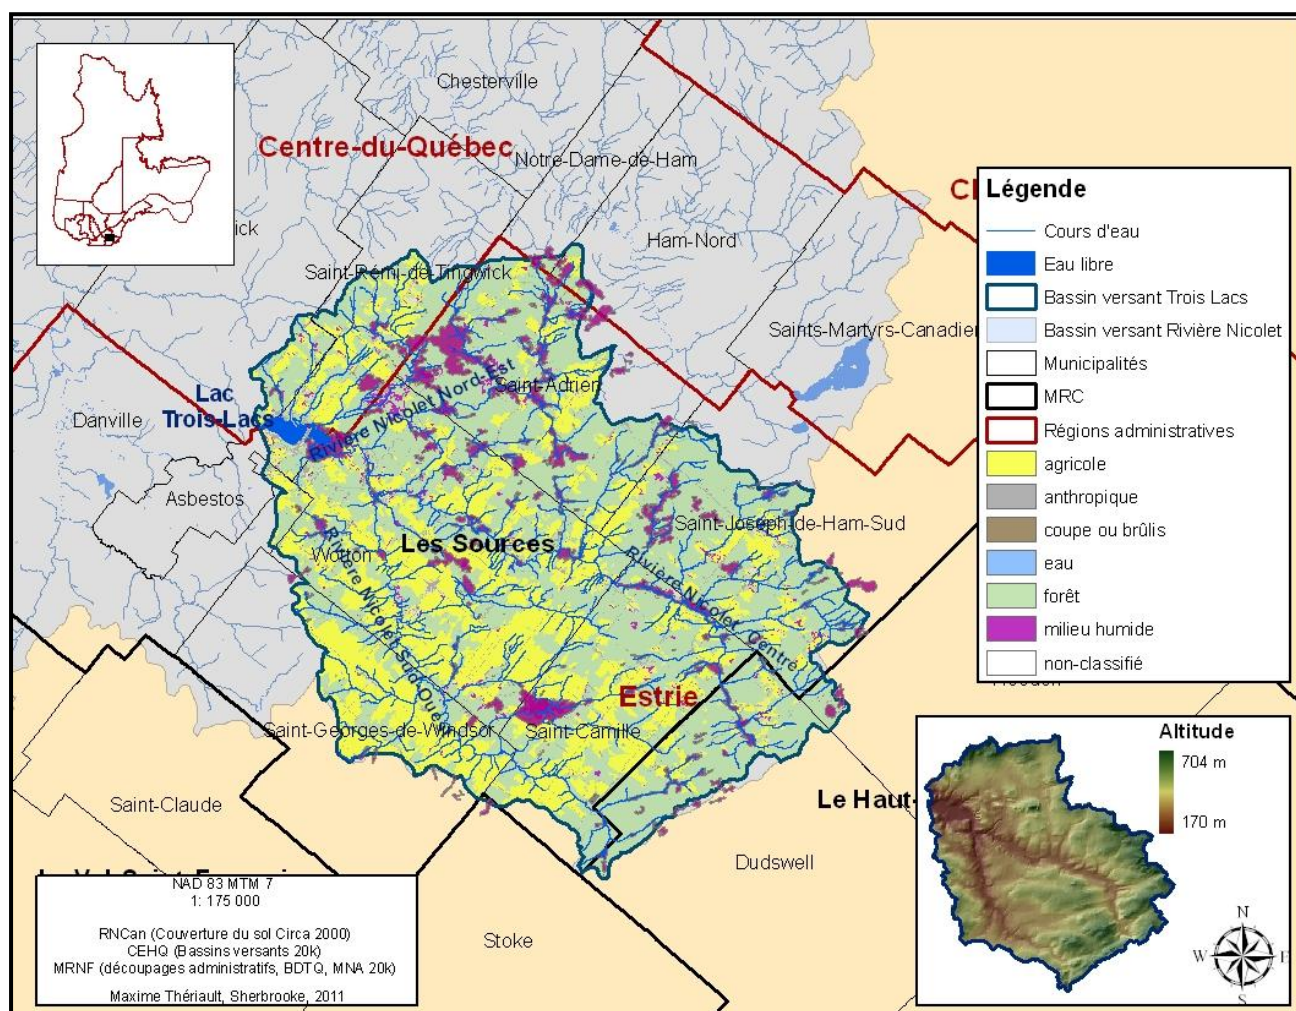 Chesterville
Centre-du-Québec
Notre-Dame-de-Ham
Ham-Nord
Saint-Rémi-de-Tingwick
Saints-Martyrs-Canadien
Lac
Trois-Lacs
Danville
Rivière Nicolet Nord-Est
Saint-Adrien
Asbestos
Saint-Joseph-de-Ham-Sud
Wotton
Les Sources
Rivière Nicolet Centre
Rivière Nicolet Sud-Ouest
Estrie
Saint-Georges-de-Windsor
Saint-Camille
Saint-Claude
Le Haut-
Dudswell
Stoke
Légende
Cours d'eau
Eau libre
Bassin versant Trois Lacs
Bassin versant Rivière Nicolet
Municipalités
MRC
Régions administratives
agricole
anthropique
coupe ou brûlis
eau
forêt
milieu humide
non-classifié
Altitude
704 m
170 m
N
W
E
S
NAD 83 MTM 7
1: 175 000
RNCan (Couverture du sol Circa 2000)
CEHQ (Bassins versants 20k)
MRNF (découpages administratifs, BDTQ, MNA 20k)
Maxime Thériault, Sherbrooke, 2011